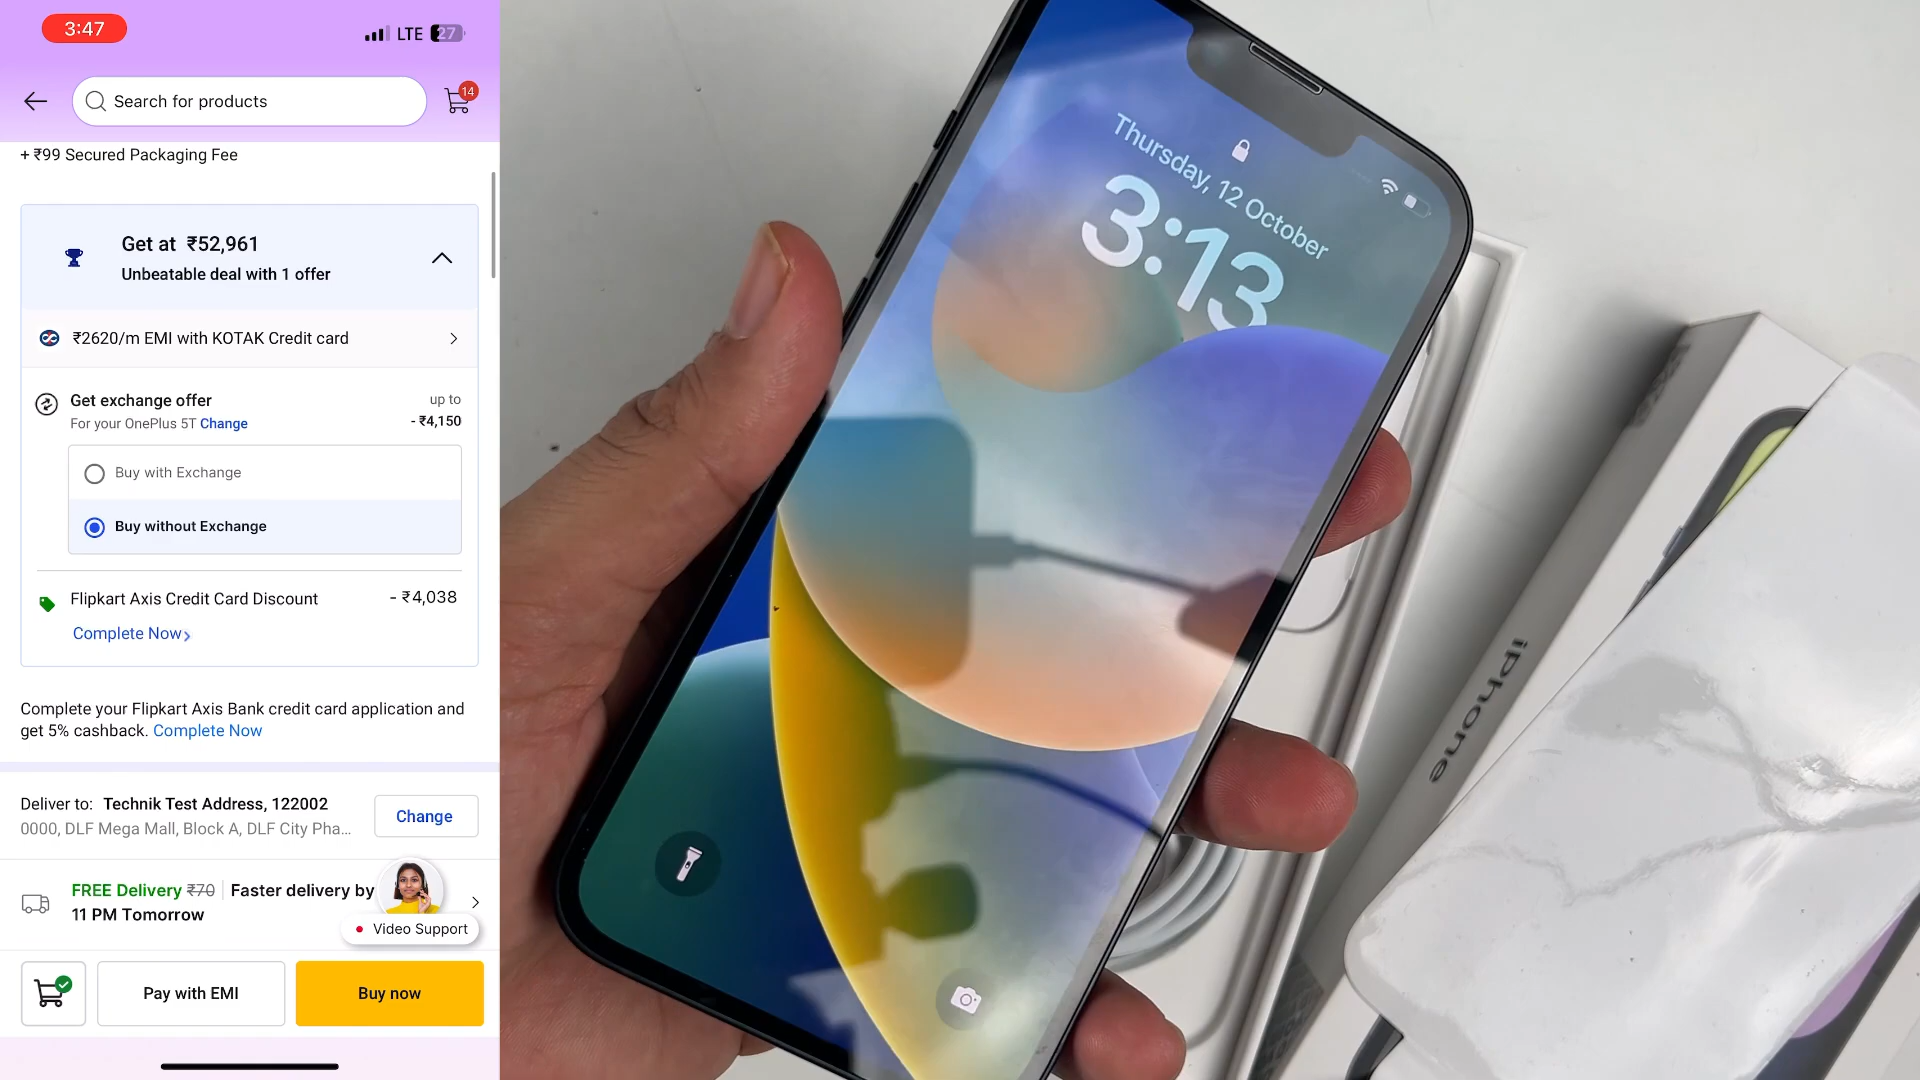 3:47
LTE 27
Search for products
14
+ ₹99 Secured Packaging Fee
Get at ₹52,961
Unbeatable deal with 1 offer
₹2620/m EMI with KOTAK Credit card
Get exchange offer
up to
For your OnePlus 5T Change
- ₹4,150
Buy with Exchange
Buy without Exchange
Flipkart Axis Credit Card Discount
- ₹4,038
Complete Now
Complete your Flipkart Axis Bank credit card application and
get 5% cashback. Complete Now
Deliver to: Technik Test Address, 122002
0000, DLF Mega Mall, Block A, DLF City Pha...
Change
FREE Delivery ₹70 Faster delivery by
11 PM Tomorrow
Video Support
Pay with EMI
Buy now
Thursday, 12 October
3:13
iPhone